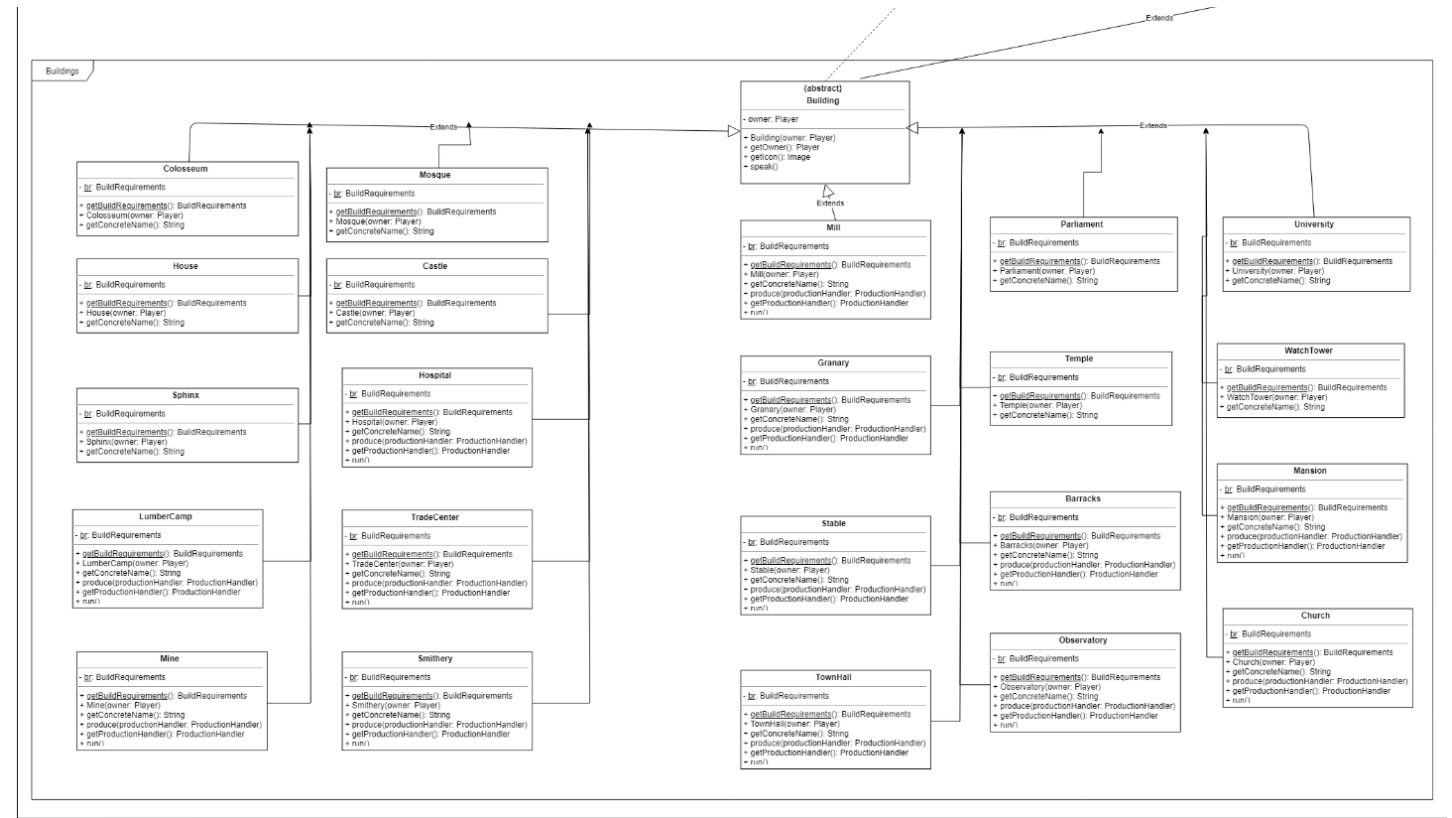 Extends
Buildings
{abstract}
Building
- owner: Player
+ Building(owner: Player)
+ getOwner(): Player
+ getIcon(): Image
+ speak()
Extends
Extends
Extends
Colosseum
- br: BuildRequirements
+ getBuildRequirements(): BuildRequirements
+ Colosseum(owner: Player)
+ getConcreteName(): String
Mosque
- br: BuildRequirements
+ getBuildRequirements(): BuildRequirements
+ Mosque(owner: Player)
+ getConcreteName(): String
Mill
- br: BuildRequirements
+ getBuildRequirements(): BuildRequirements
+ Mill(owner: Player)
+ getConcreteName(): String
+ produce(productionHandler: ProductionHandler)
+ getProductionHandler(): ProductionHandler
+ run()
Parliament
- br: BuildRequirements
+ getBuildRequirements(): BuildRequirements
+ Parliament(owner: Player)
+ getConcreteName(): String
University
- br: BuildRequirements
+ getBuildRequirements(): BuildRequirements
+ University(owner: Player)
+ getConcreteName(): String
House
- br: BuildRequirements
+ getBuildRequirements(): BuildRequirements
+ House(owner: Player)
+ getConcreteName(): String
Castle
- br: BuildRequirements
+ getBuildRequirements(): BuildRequirements
+ Castle(owner: Player)
+ getConcreteName(): String
Sphinx
- br: BuildRequirements
+ getBuildRequirements(): BuildRequirements
+ Sphinx(owner: Player)
+ getConcreteName(): String
Hospital
- br: BuildRequirements
+ getBuildRequirements(): BuildRequirements
+ Hospital(owner: Player)
+ getConcreteName(): String
+ produce(productionHandler: ProductionHandler)
+ getProductionHandler(): ProductionHandler
+ run()
Granary
- br: BuildRequirements
+ getBuildRequirements(): BuildRequirements
+ Granary(owner: Player)
+ getConcreteName(): String
+ produce(productionHandler: ProductionHandler)
+ getProductionHandler(): ProductionHandler
+ run()
Temple
- br: BuildRequirements
+ getBuildRequirements(): BuildRequirements
+ Temple(owner: Player)
+ getConcreteName(): String
WatchTower
- br: BuildRequirements
+ getBuildRequirements(): BuildRequirements
+ WatchTower(owner: Player)
+ getConcreteName(): String
LumberCamp
- br: BuildRequirements
+ getBuildRequirements(): BuildRequirements
+ LumberCamp(owner: Player)
+ getConcreteName(): String
+ produce(productionHandler: ProductionHandler)
+ getProductionHandler(): ProductionHandler
+ run()
TradeCenter
- br: BuildRequirements
+ getBuildRequirements(): BuildRequirements
+ TradeCenter(owner: Player)
+ getConcreteName(): String
+ produce(productionHandler: ProductionHandler)
+ getProductionHandler(): ProductionHandler
+ run()
Stable
- br: BuildRequirements
+ getBuildRequirements(): BuildRequirements
+ Stable(owner: Player)
+ getConcreteName(): String
+ produce(productionHandler: ProductionHandler)
+ getProductionHandler(): ProductionHandler
+ run()
Barracks
- br: BuildRequirements
+ getBuildRequirements(): BuildRequirements
+ Barracks(owner: Player)
+ getConcreteName(): String
+ produce(productionHandler: ProductionHandler)
+ getProductionHandler(): ProductionHandler
+ run()
Mansion
- br: BuildRequirements
+ getBuildRequirements(): BuildRequirements
+ Mansion(owner: Player)
+ getConcreteName(): String
+ produce(productionHandler: ProductionHandler)
+ getProductionHandler(): ProductionHandler
+ run()
Mine
- br: BuildRequirements
+ getBuildRequirements(): BuildRequirements
+ Mine(owner: Player)
+ getConcreteName(): String
+ produce(productionHandler: ProductionHandler)
+ getProductionHandler(): ProductionHandler
+ run()
Smithery
- br: BuildRequirements
+ getBuildRequirements(): BuildRequirements
+ Smithery(owner: Player)
+ getConcreteName(): String
+ produce(productionHandler: ProductionHandler)
+ getProductionHandler(): ProductionHandler
+ run()
TownHall
- br: BuildRequirements
+ getBuildRequirements(): BuildRequirements
+ TownHall(owner: Player)
+ getConcreteName(): String
+ produce(productionHandler: ProductionHandler)
+ getProductionHandler(): ProductionHandler
+ run()
Observatory
- br: BuildRequirements
+ getBuildRequirements(): BuildRequirements
+ Observatory(owner: Player)
+ getConcreteName(): String
+ produce(productionHandler: ProductionHandler)
+ getProductionHandler(): ProductionHandler
+ run()
Church
- br: BuildRequirements
+ getBuildRequirements(): BuildRequirements
+ Church(owner: Player)
+ getConcreteName(): String
+ produce(productionHandler: ProductionHandler)
+ getProductionHandler(): ProductionHandler
+ run()